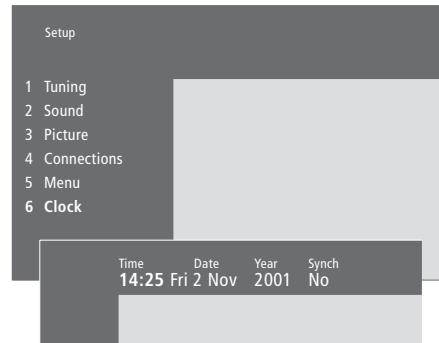 Setup
1 Tuning
2 Sound
3 Picture
4 Connections
5 Menu
6 Clock
Time Date Year Synch
14:25 Fri 2 Nov 2001 No